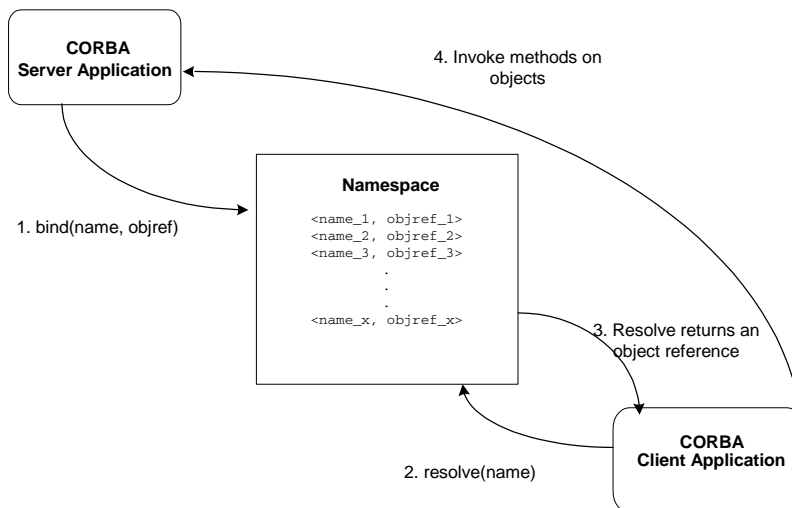 CORBA
Server Application
4. Invoke methods on
objects
Namespace
<name_1, objref_1>
<name_2, objref_2>
<name_3, objref_3>
.
.
.
<name_x, objref_x>
1. bind(name, objref)
3. Resolve returns an
object reference
2. resolve(name)
CORBA
Client Application